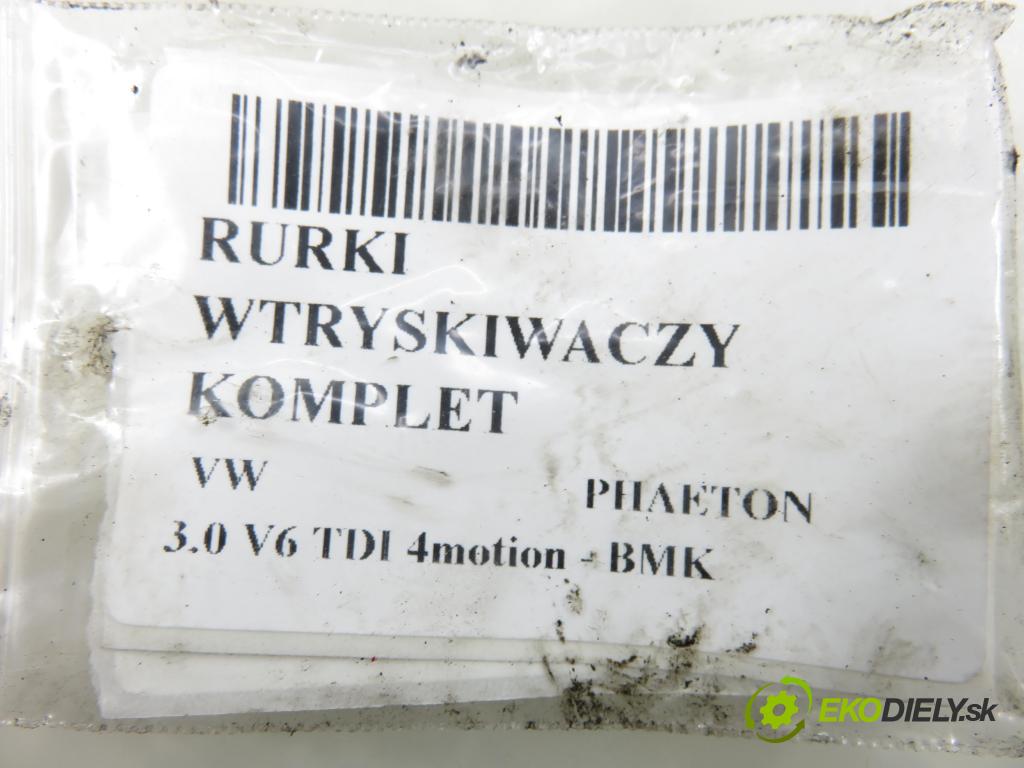 RURKI
WTRYSKIWACZY
KOMPLET
VW PHAETON
3.0 V6 TDI 4motion - BMK
EKODIELY.sk